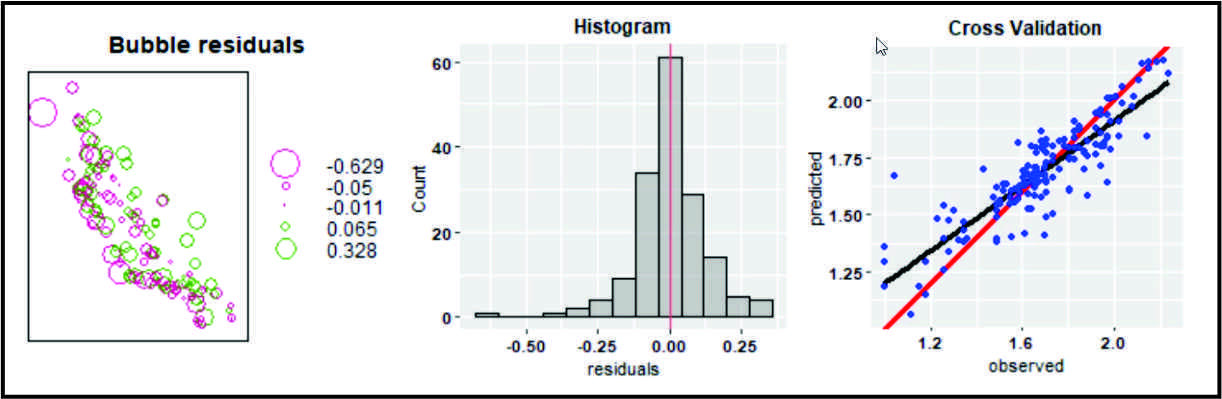 Bubble residuals
-0.629
-0.05
-0.011
0.065
0.328
Histogram
60
40
20
0
Count
-0.50 -0.25 0.00 0.25
residuals
Cross Validation
2.00
1.75
1.50
1.25
predicted
1.2 1.6 2.0
observed